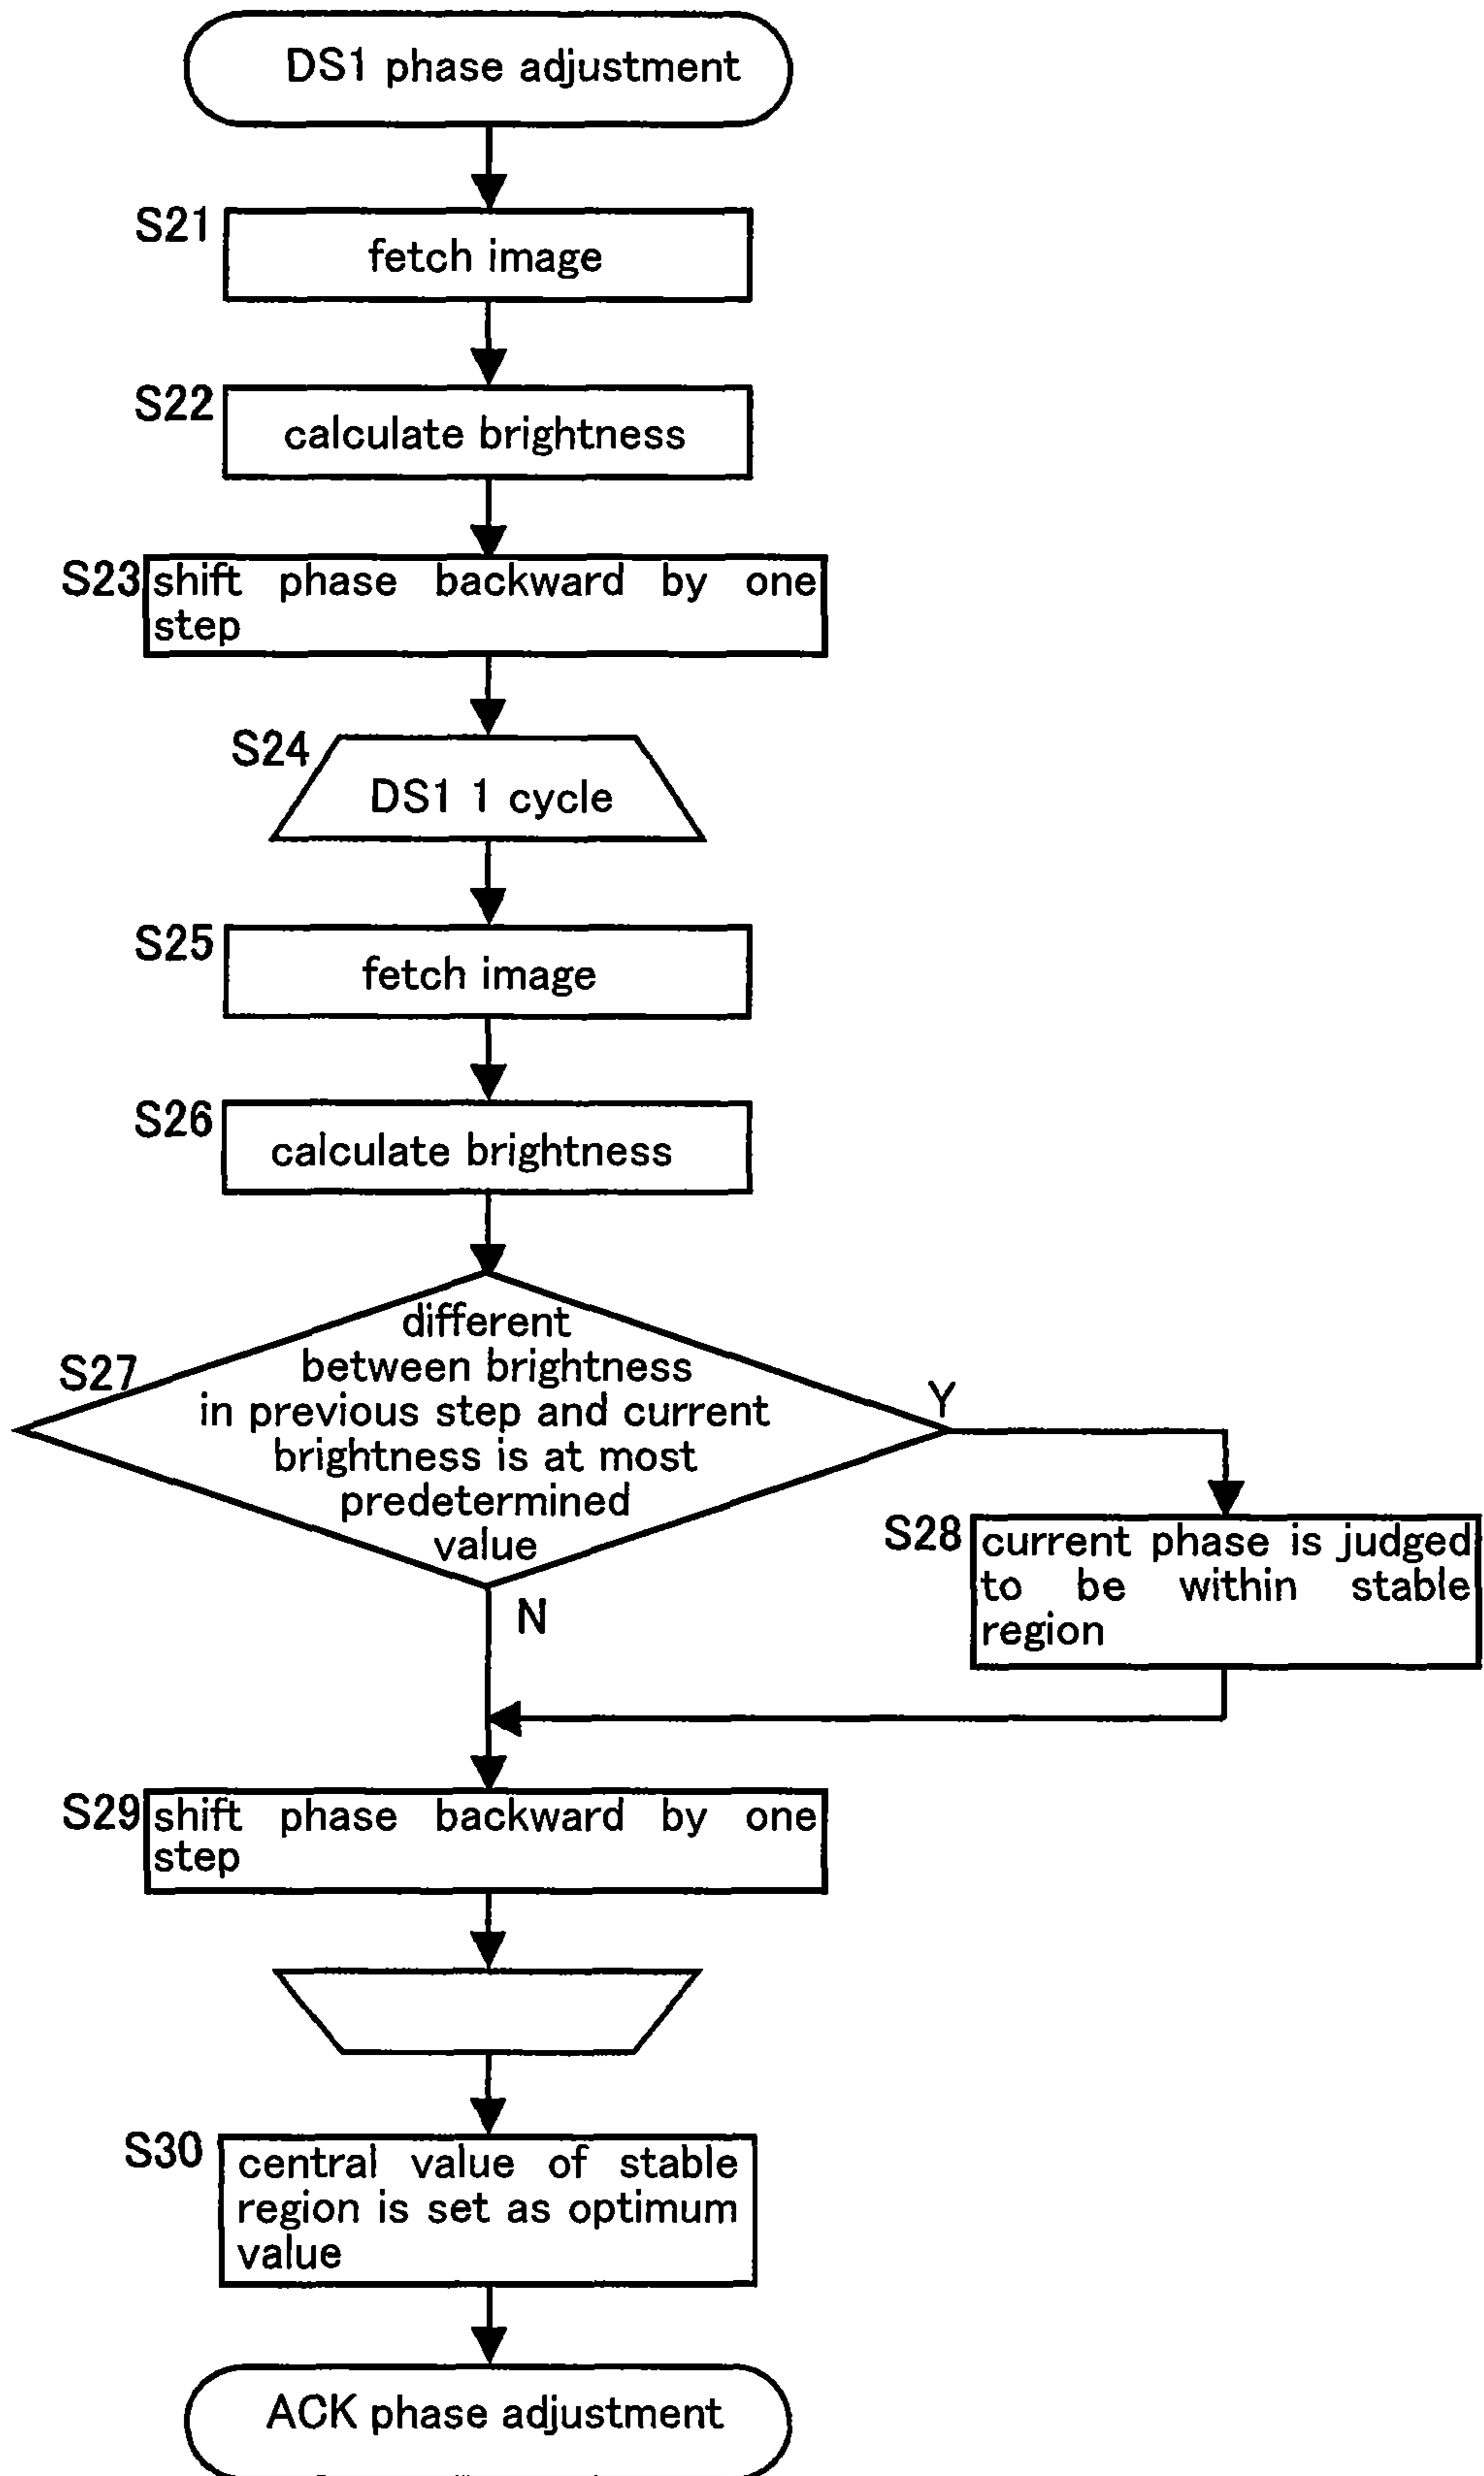 DS1 phase adjustment
S21
fetch image
S22
calculate brightness
S23
shift phase backward by one
step
S24
DS1 1 cycle
S25
fetch image
S26
calculate brightness
S27
different
between brightness
in previous step and current
brightness is at most
predetermined
value
Y
N
S28
current phase is judged
to be within stable
region
S29
shift phase backward by one
step
S30
central value of stable
region is set as optimum
value
ACK phase adjustment